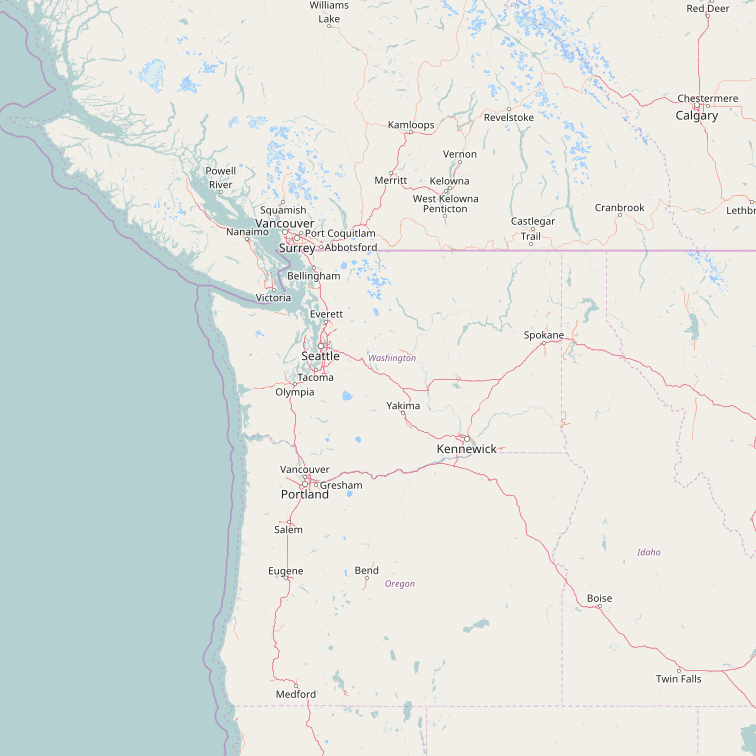 Williams
Lake
Red Deer
Chestermere
Calgary
Revelstoke
Kamloops
Vernon
Powell
River
Merritt
Kelowna
West Kelowna
Penticton
Cranbrook
Squamish
Lethbr
Vancouver
Castlegar
Nanaimo
Port Coquitlam
Trail
Surrey
Abbotsford
Bellingham
Victoria
Everett
Spokane
Seattle
Washington
Tacoma
Olympia
Yakima
Kennewick
Vancouver
Gresham
Portland
Salem
Idaho
Eugene
Bend
Oregon
Boise
Twin Falls
Medford